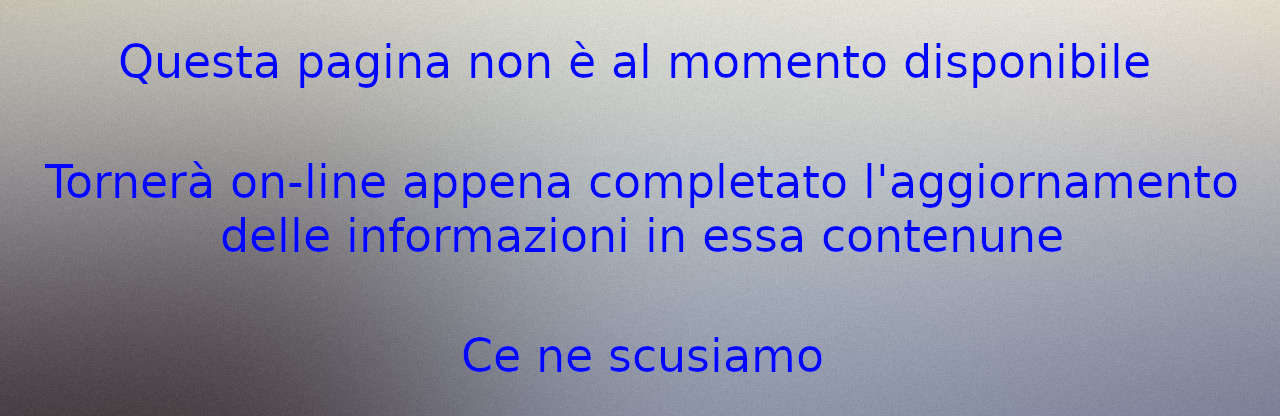 Questa pagina non è al momento disponibile
Tornerà on-line appena completato l'aggiornamento
delle informazioni in essa contenune
Ce ne scusiamo